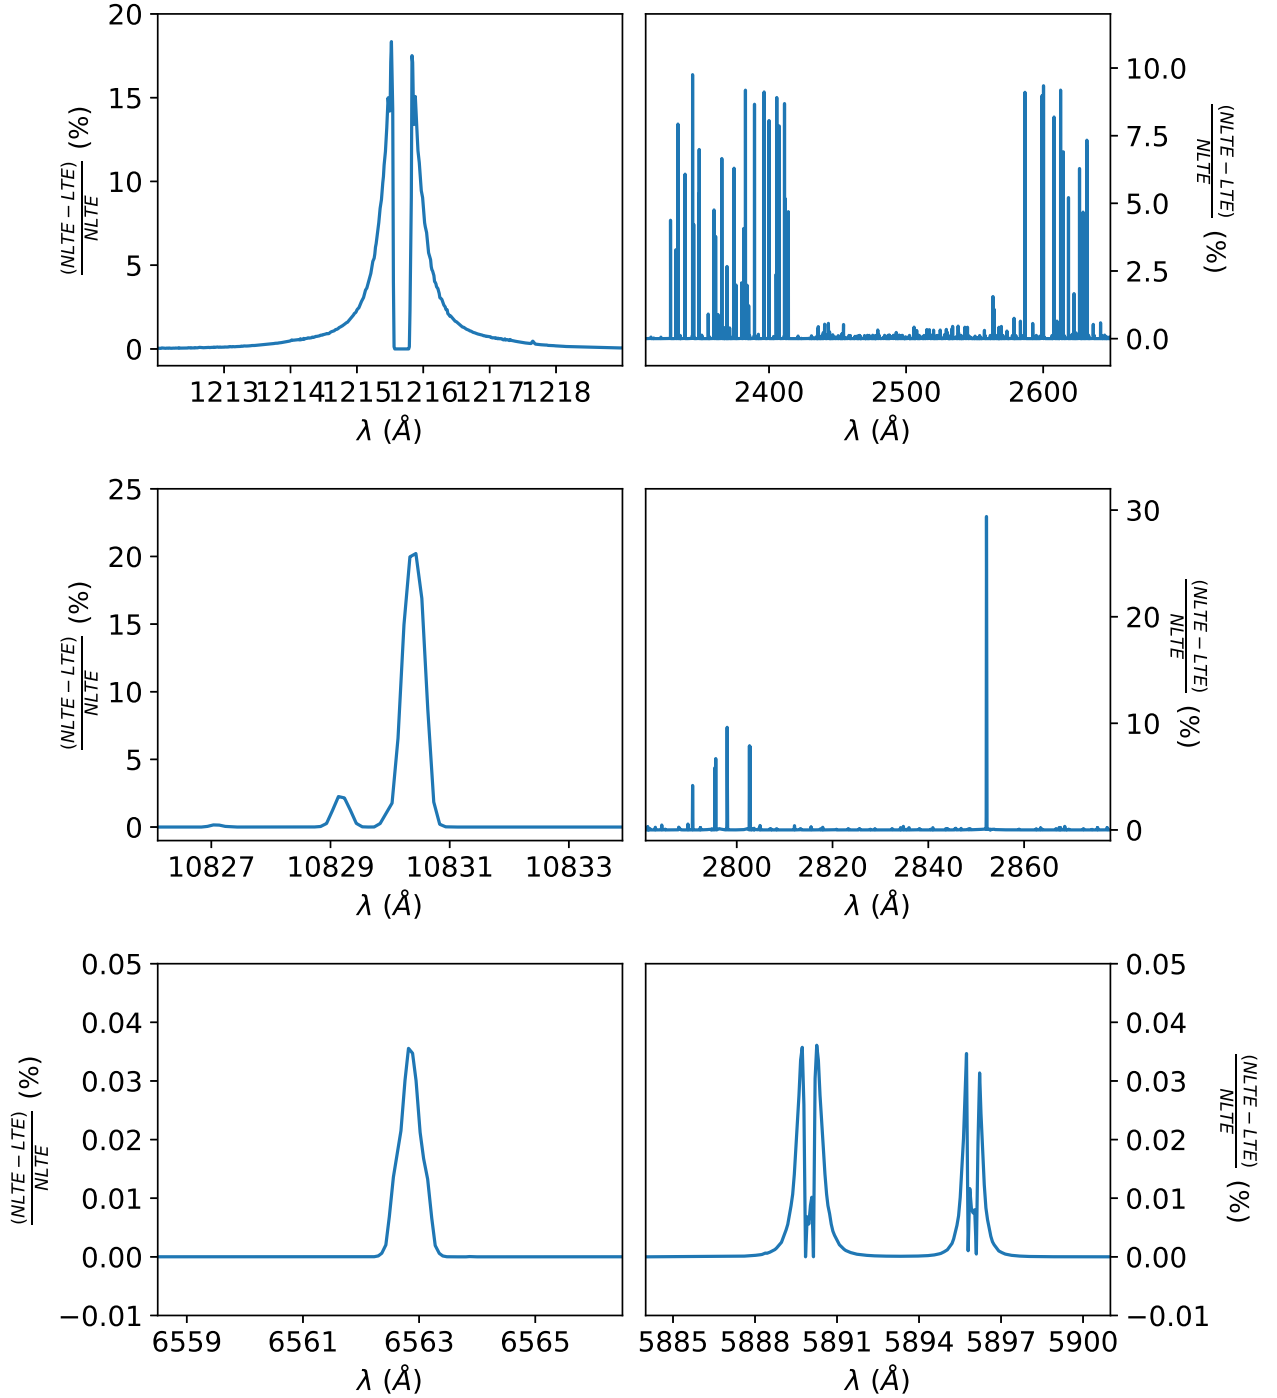 20
15
10
5
0
(NLTE − LTE)
NLTE
(%)
1213 1214 1215 1216 1217 1218
λ (Å)
10.0
7.5
5.0
2.5
0.0
(NLTE − LTE)
NLTE
(%)
2400 2500 2600
λ (Å)
25
20
15
10
5
0
(NLTE − LTE)
NLTE
(%)
10827 10829 10831 10833
λ (Å)
30
20
10
0
(NLTE − LTE)
NLTE
(%)
2800 2820 2840 2860
λ (Å)
0.05
0.04
0.03
0.02
0.01
0.00
−0.01
(NLTE − LTE)
NLTE
(%)
6559 6561 6563 6565
λ (Å)
0.05
0.04
0.03
0.02
0.01
0.00
−0.01
(NLTE − LTE)
NLTE
(%)
5885 5888 5891 5894 5897 5900
λ (Å)